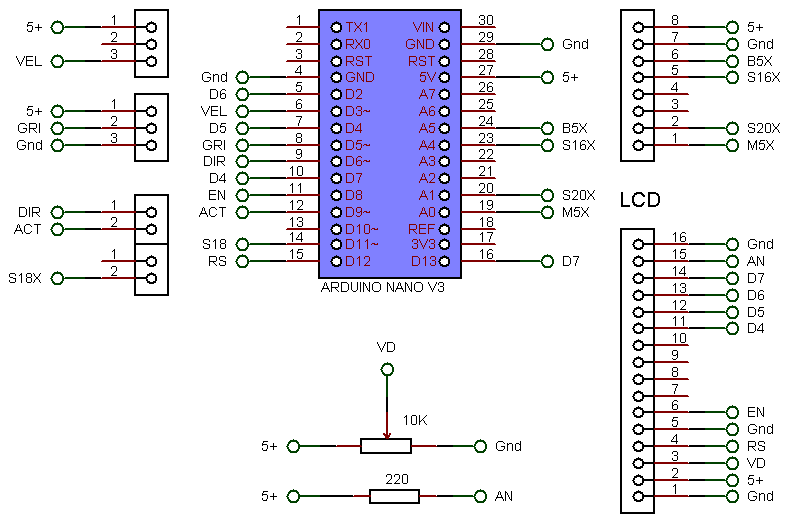 5+ 1
2
VEL 3
5+ 1
GRI 2
Gnd 3
DIR 1
ACT 2
1
S18X 2
1 TX1 VIN 30
2 RX0 GND 29 Gnd
3 RST RST 28
Gnd 4 GND 5V 27 5+
D6 5 D2 A7 26
VEL 6 D3~ A6 25
D5 7 D4 A5 24 B5X
GRI 8 D5~ A4 23 S16X
DIR 9 D6~ A3 22
D4 10 D7 A2 21
EN 11 D8 A1 20 S20X
ACT 12 D9~ A0 19 M5X
13 D10~ REF 18
S18 14 D11~ 3V3 17
RS 15 D12 D13 16 D7
ARDUINO NANO V3
8 5+
7 Gnd
6 B5X
5 S16X
4
3
2 S20X
1 M5X
LCD
16 Gnd
15 AN
14 D7
13 D6
12 D5
11 D4
10
9
8
7
6 EN
5 Gnd
4 RS
3 VD
2 5+
1 Gnd
VD
10K
5+ Gnd
220
5+ AN